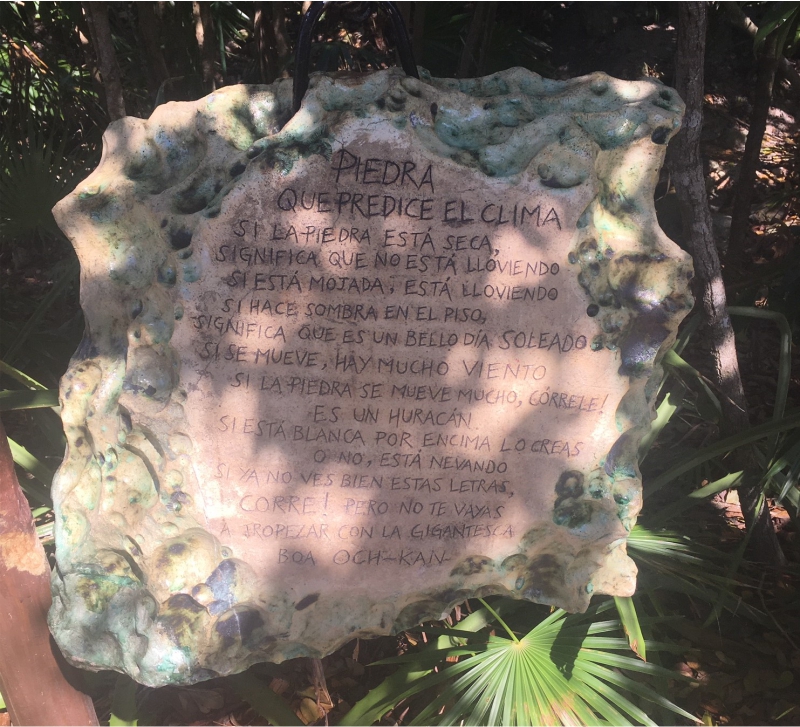 PIEDRA
QUE PREDICE EL CLIMA
SI LA PIEDRA ESTÁ SECA,
SIGNIFICA QUE NO ESTÁ LLOVIENDO
SI ESTÁ MOJADA, ESTÁ LLOVIENDO
SI HACE SOMBRA EN EL PISO,
SIGNIFICA QUE ES UN BELLO DÍA SOLEADO
SI SE MUEVE, HAY MUCHO VIENTO
SI LA PIEDRA SE MUEVE MUCHO, CÓRRELE!
ES UN HURACÁN.
SI ESTÁ BLANCA POR ENCIMA LO CREAS
O NO, ESTÁ NEVANDO
SI YA NO VES BIEN ESTAS LETRAS,
CORRE! PERO NO TE VAYAS
A TROPEZAR CON LA GIGANTESCA
BOA OCH-KAN-